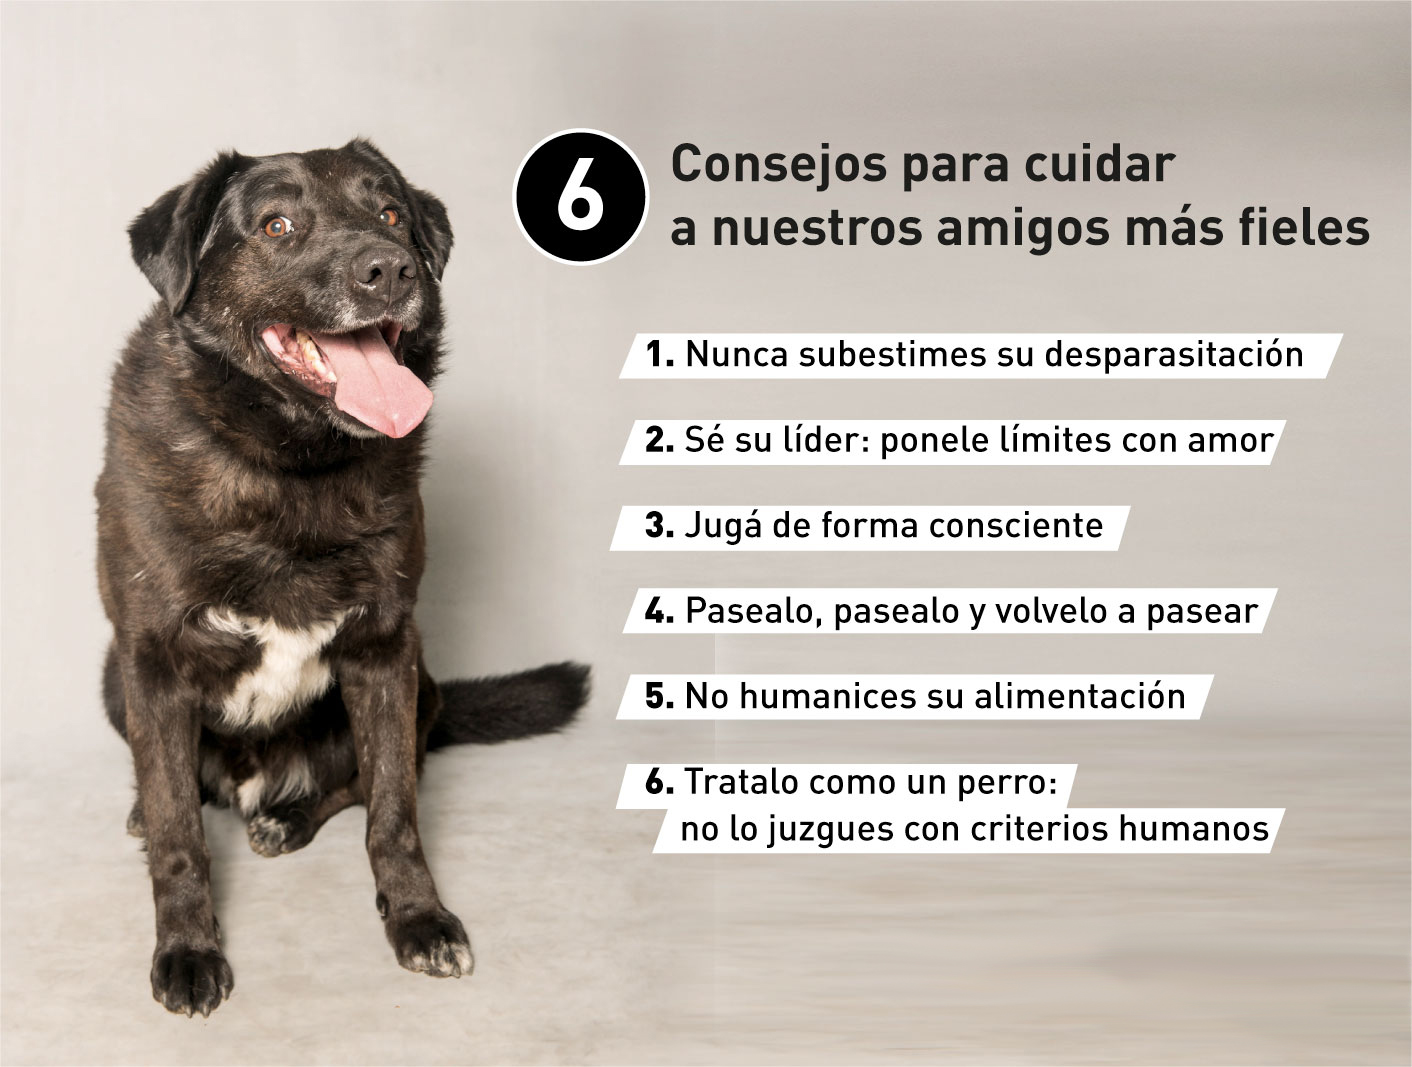 6
Consejos para cuidar
a nuestros amigos más fieles
1. Nunca subestimes su desparasitación
2. Sé su líder: ponele límites con amor
3. Jugá de forma consciente
4. Pasealo, pasealo y volvelo a pasear
5. No humanices su alimentación
6. Tratalo como un perro:
no lo juzgues con criterios humanos